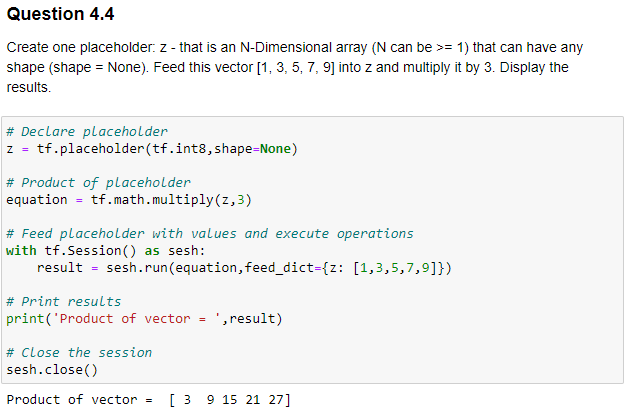 Question 4.4
Create one placeholder: z - that is an N-Dimensional array (N can be >= 1) that can have any
shape (shape = None). Feed this vector [1, 3, 5, 7, 9] into z and multiply it by 3. Display the
results.
# Declare placeholder
z = tf.placeholder(tf.int8,shape=None)
# Product of placeholder
equation = tf.math.multiply(z,3)
# Feed placeholder with values and execute operations
with tf.Session() as sesh:
    result = sesh.run(equation,feed_dict={z: [1,3,5,7,9]})
# Print results
print('Product of vector = ',result)
# Close the session
sesh.close()
Product of vector =  [ 3  9 15 21 27]